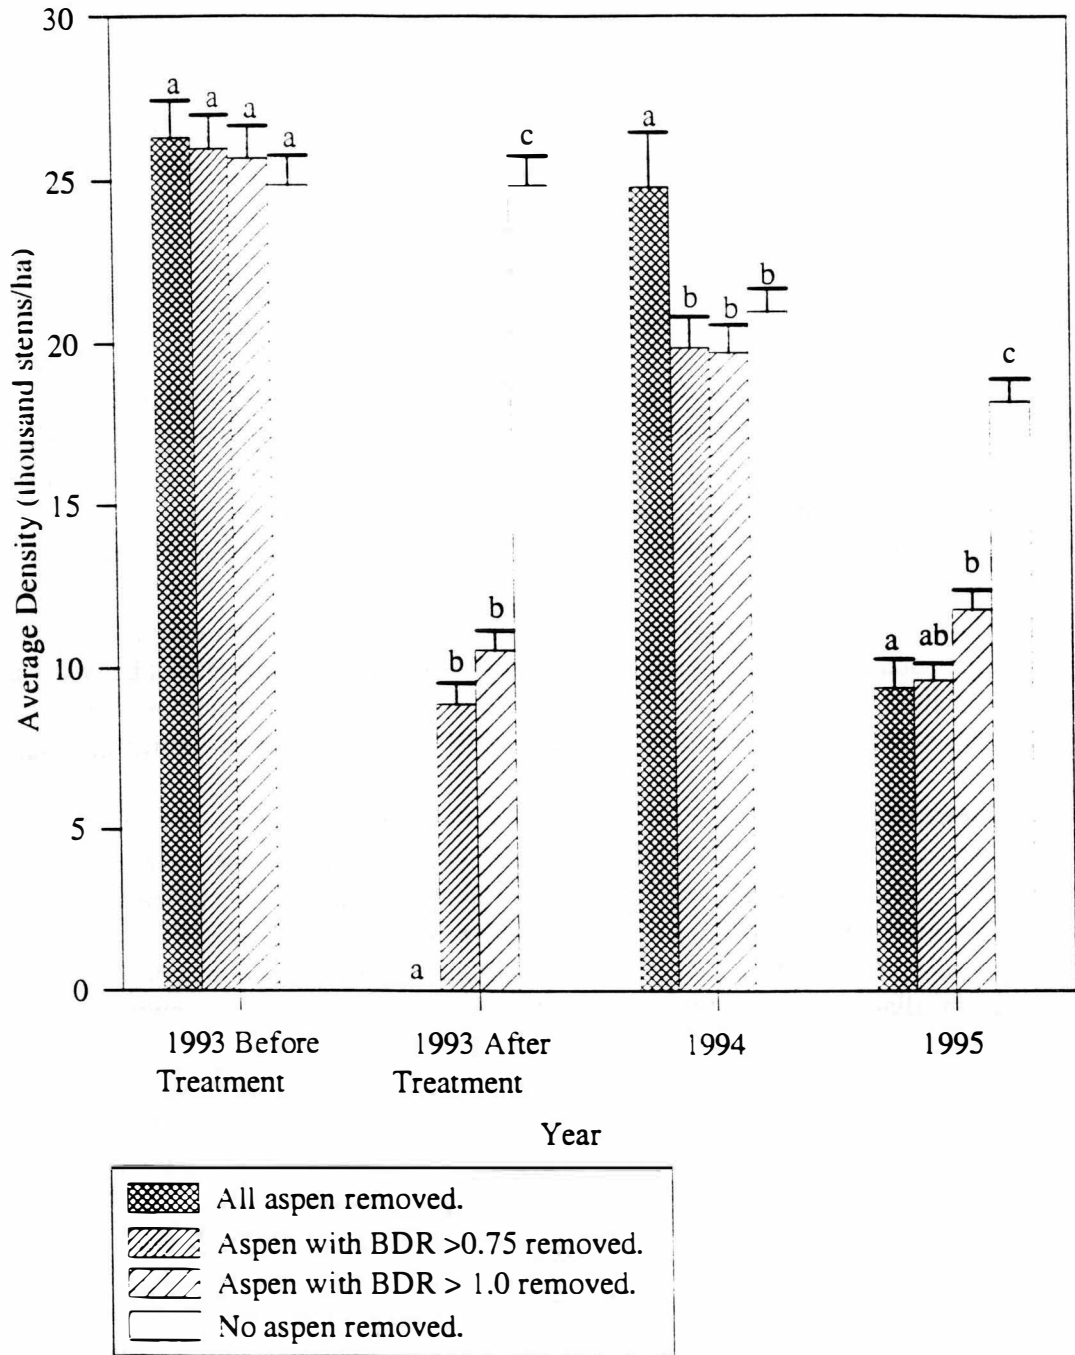 30
a
a
a
a
a
c
25
b
b
b
20
c
15
b
b
b
a
ab
10
5
a
0
Average Density (thousand stems/ha)
1993 Before
Treatment
1993 After
Treatment
1994
1995
Year
All aspen removed.
Aspen with BDR >0.75 removed.
Aspen with BDR > 1.0 removed.
No aspen removed.